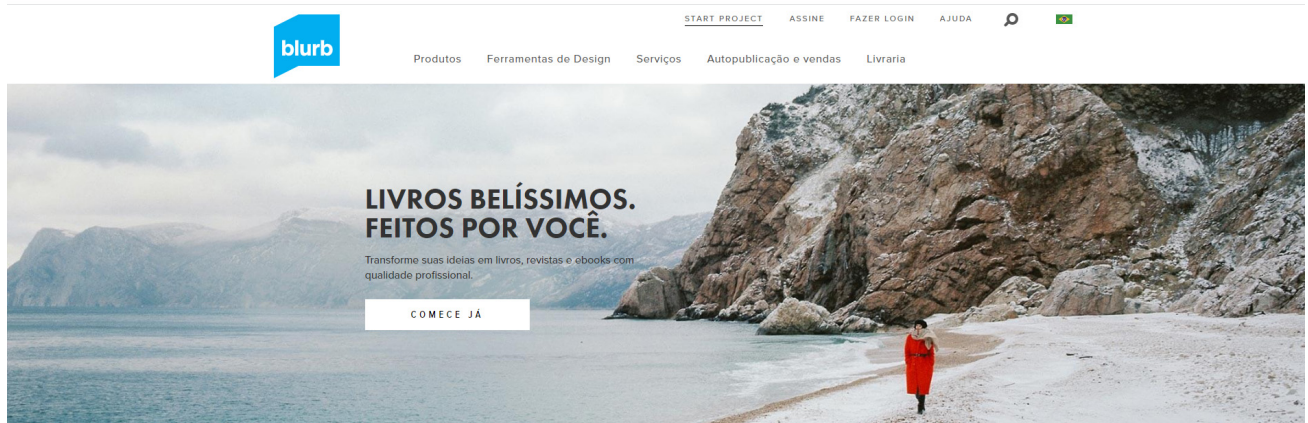 blurb
START PROJECT ASSINE FAZER LOGIN AJUDA
Produtos Ferramentas de Design Serviços Autopublicação e vendas Livraria
LIVROS BELÍSSIMOS.
FEITOS POR VOCÊ.
Transforme suas ideias em livros, revistas e ebooks com
qualidade profissional.
COMECE JÁ